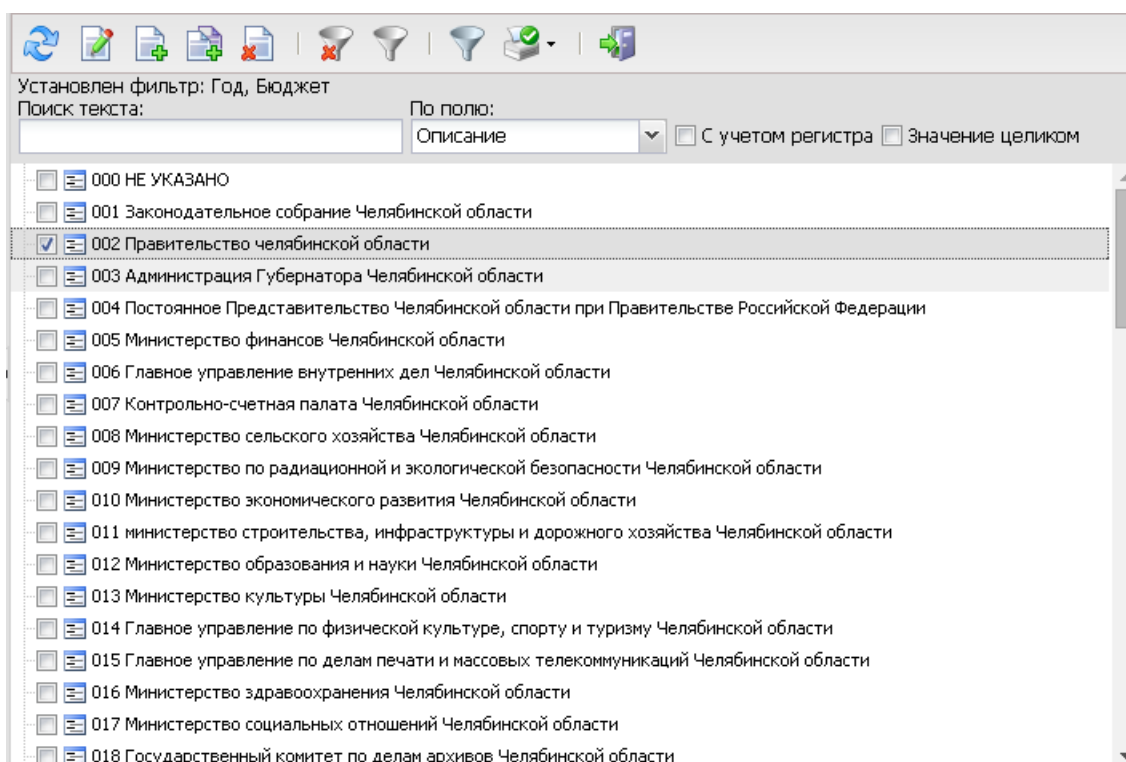 Установлен фильтр: Год, Бюджет
Поиск текста: По полю:
Описание С учетом регистра Значение целиком
000 НЕ УКАЗАНО
001 Законодательное собрание Челябинской области
002 Правительство челябинской области
003 Администрация Губернатора Челябинской области
004 Постоянное Представительство Челябинской области при Правительстве Российской Федерации
005 Министерство финансов Челябинской области
006 Главное управление внутренних дел Челябинской области
007 Контрольно-счетная палата Челябинской области
008 Министерство сельского хозяйства Челябинской области
009 Министерство по радиационной и экологической безопасности Челябинской области
010 Министерство экономического развития Челябинской области
011 министерство строительства, инфраструктуры и дорожного хозяйства Челябинской области
012 Министерство образования и науки Челябинской области
013 Министерство культуры Челябинской области
014 Главное управление по физической культуре, спорту и туризму Челябинской области
015 Главное управление по делам печати и массовых телекоммуникаций Челябинской области
016 Министерство здравоохранения Челябинской области
017 Министерство социальных отношений Челябинской области
018 Государственный комитет по делам архивов Челябинской области